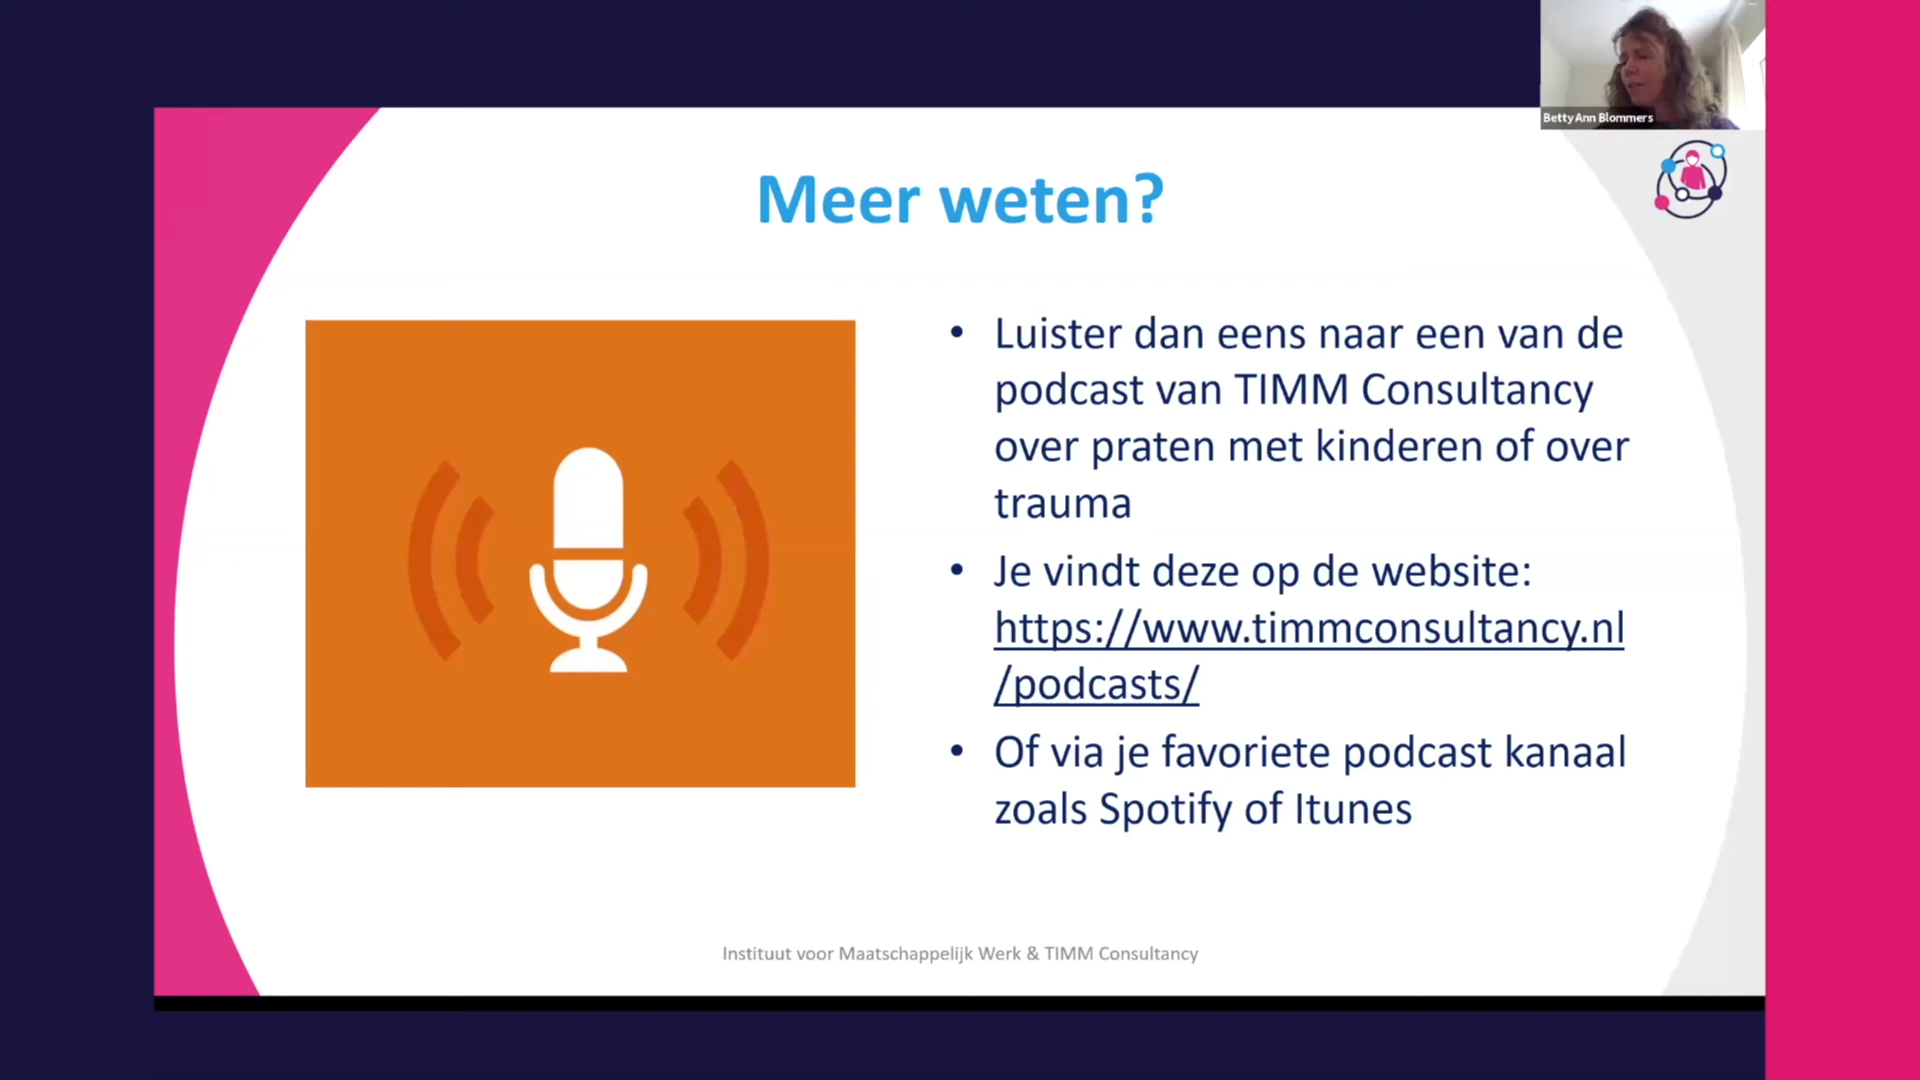 Betty Ann Blommers
Meer weten?
• Luister dan eens naar een van de
podcast van TIMM Consultancy
over praten met kinderen of over
trauma
• Je vindt deze op de website:
https://www.timmconsultancy.nl
/podcasts/
• Of via je favoriete podcast kanaal
zoals Spotify of Itunes
Instituut voor Maatschappelijk Werk & TIMM Consultancy